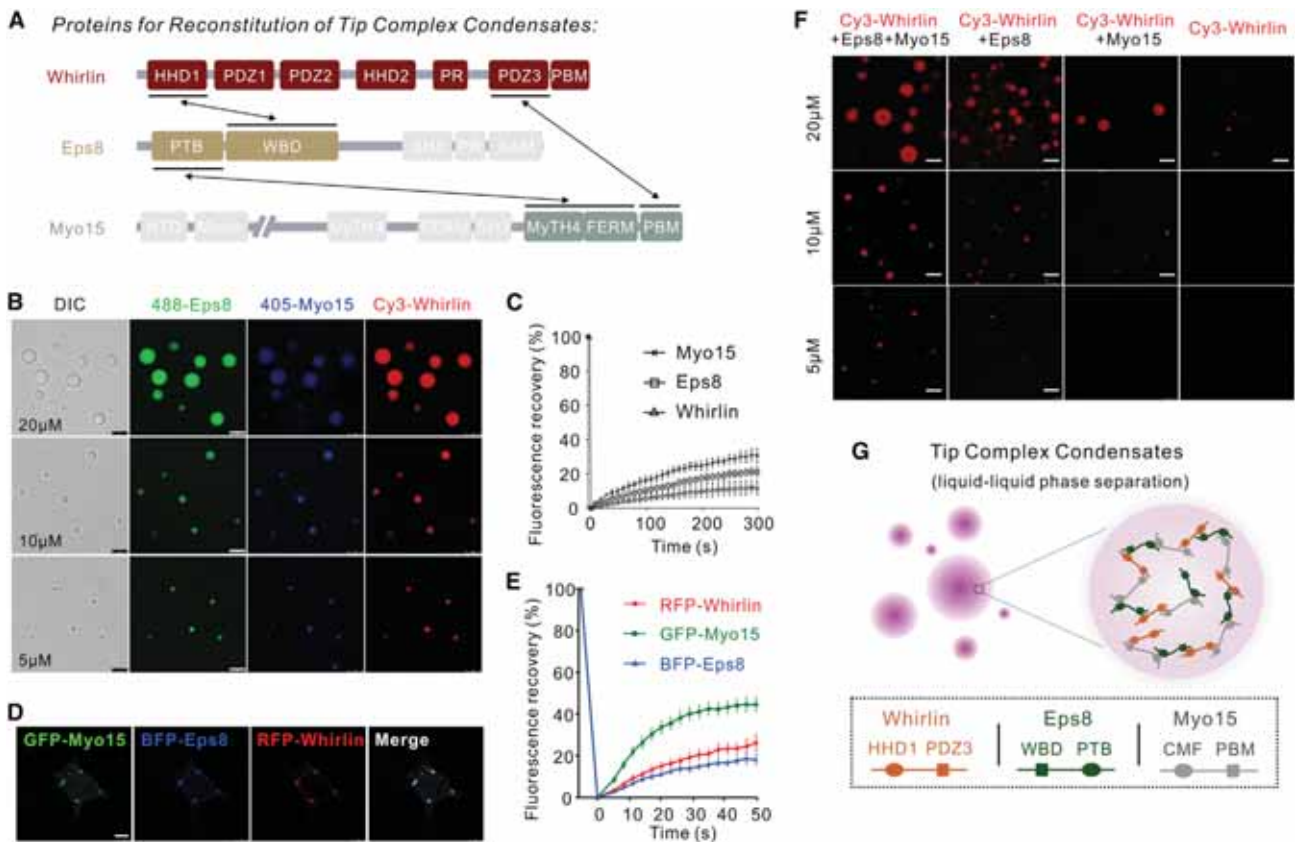 A
Proteins for Reconstitution of Tip Complex Condensates:
Whirlin
HHD1 PDZ1 PDZ2 HHD2 PR PDZ3 PBM
Eps8
PTB WBD
Myo15
MyTH4 FERM PBM
B
DIC 488-Eps8 405-Myo15 Cy3-Whirlin
20μM
10μM
5μM
C
Fluorescence recovery (%)
100
80
60
40
20
0
Myo15
Eps8
Whirlin
0 100 200 300
Time (s)
D
GFP-Myo15 BFP-Eps8 RFP-Whirlin Merge
E
Fluorescence recovery (%)
100
80
60
40
20
0
RFP-Whirlin
GFP-Myo15
BFP-Eps8
0 10 20 30 40 50
Time (s)
F
Cy3-Whirlin Cy3-Whirlin Cy3-Whirlin Cy3-Whirlin
+Eps8+Myo15 +Eps8 +Myo15
20μM
10μM
5μM
G
Tip Complex Condensates
(liquid-liquid phase separation)
Whirlin Eps8 Myo15
HHD1 PDZ3 WBD PTB CMF PBM